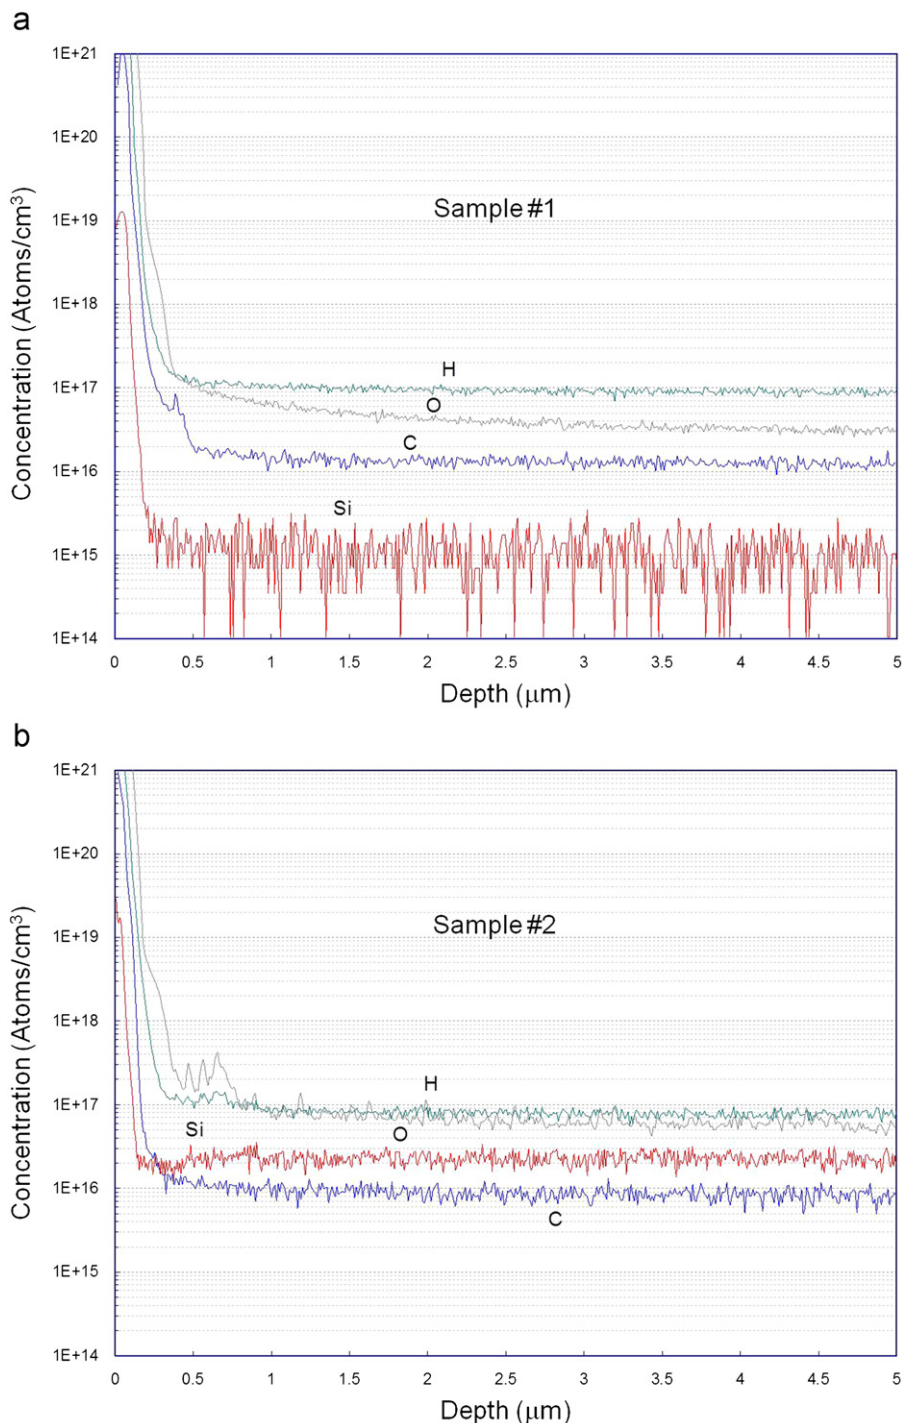 a
1E+21
1E+20
1E+19
1E+18
1E+17
1E+16
1E+15
1E+14
Concentration (Atoms/cm³)
Sample #1
H
O
C
Si
0 0.5 1 1.5 2 2.5 3 3.5 4 4.5 5
Depth (μm)
b
1E+21
1E+20
1E+19
1E+18
1E+17
1E+16
1E+15
1E+14
Concentration (Atoms/cm³)
Sample #2
H
Si
O
C
0 0.5 1 1.5 2 2.5 3 3.5 4 4.5 5
Depth (μm)